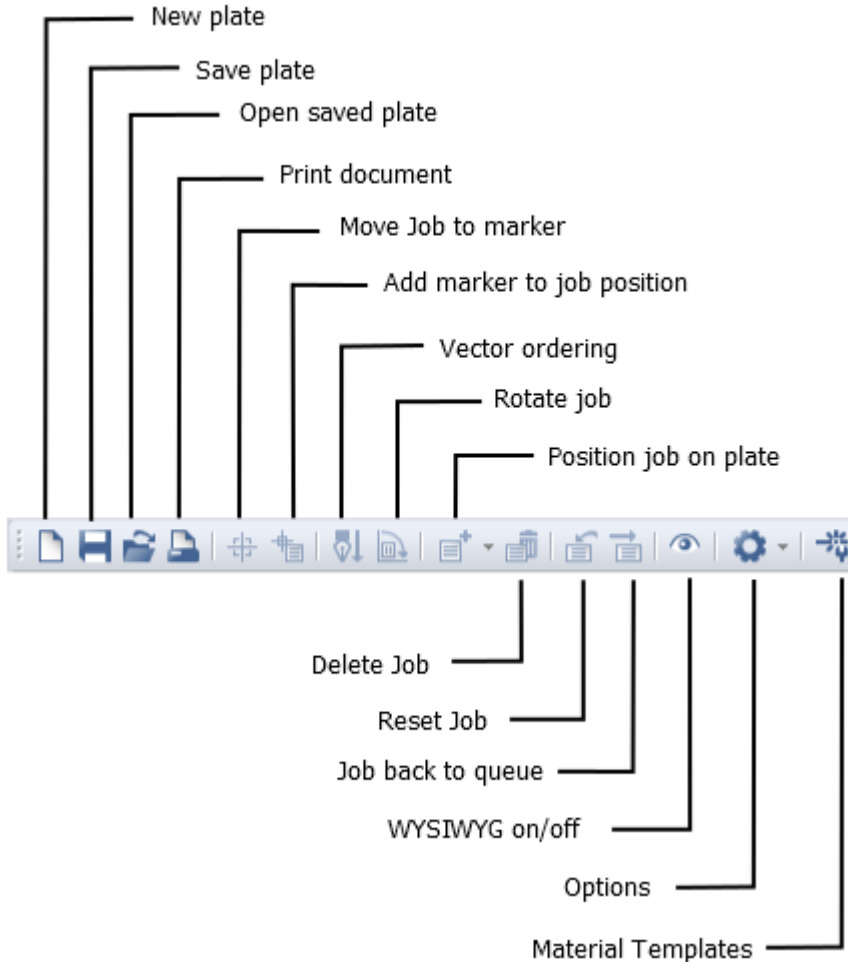 New plate
Save plate
Open saved plate
Print document
Move Job to marker
Add marker to job position
Vector ordering
Rotate job
Position job on plate
Delete Job
Reset Job
Job back to queue
WYSIWYG on/off
Options
Material Templates